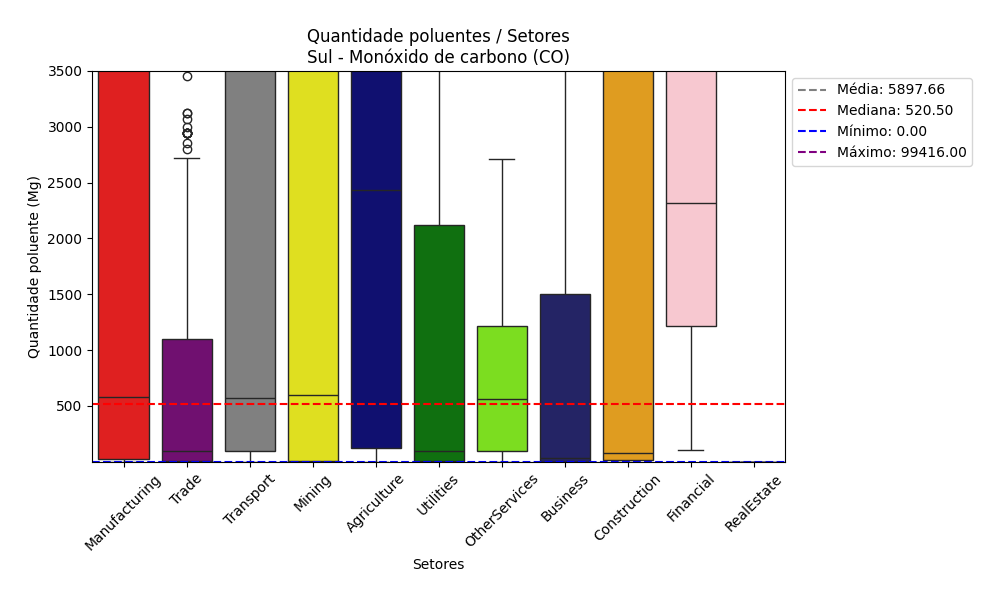 Quantidade poluentes / Setores
Sul - Monóxido de carbono (CO)
Média: 5897.66
Mediana: 520.50
Mínimo: 0.00
Máximo: 99416.00
Quantidade poluente (Mg)
3500
3000
2500
2000
1500
1000
500
Manufacturing
Trade
Transport
Mining
Agriculture
Utilities
OtherServices
Business
Construction
Financial
RealEstate
Setores